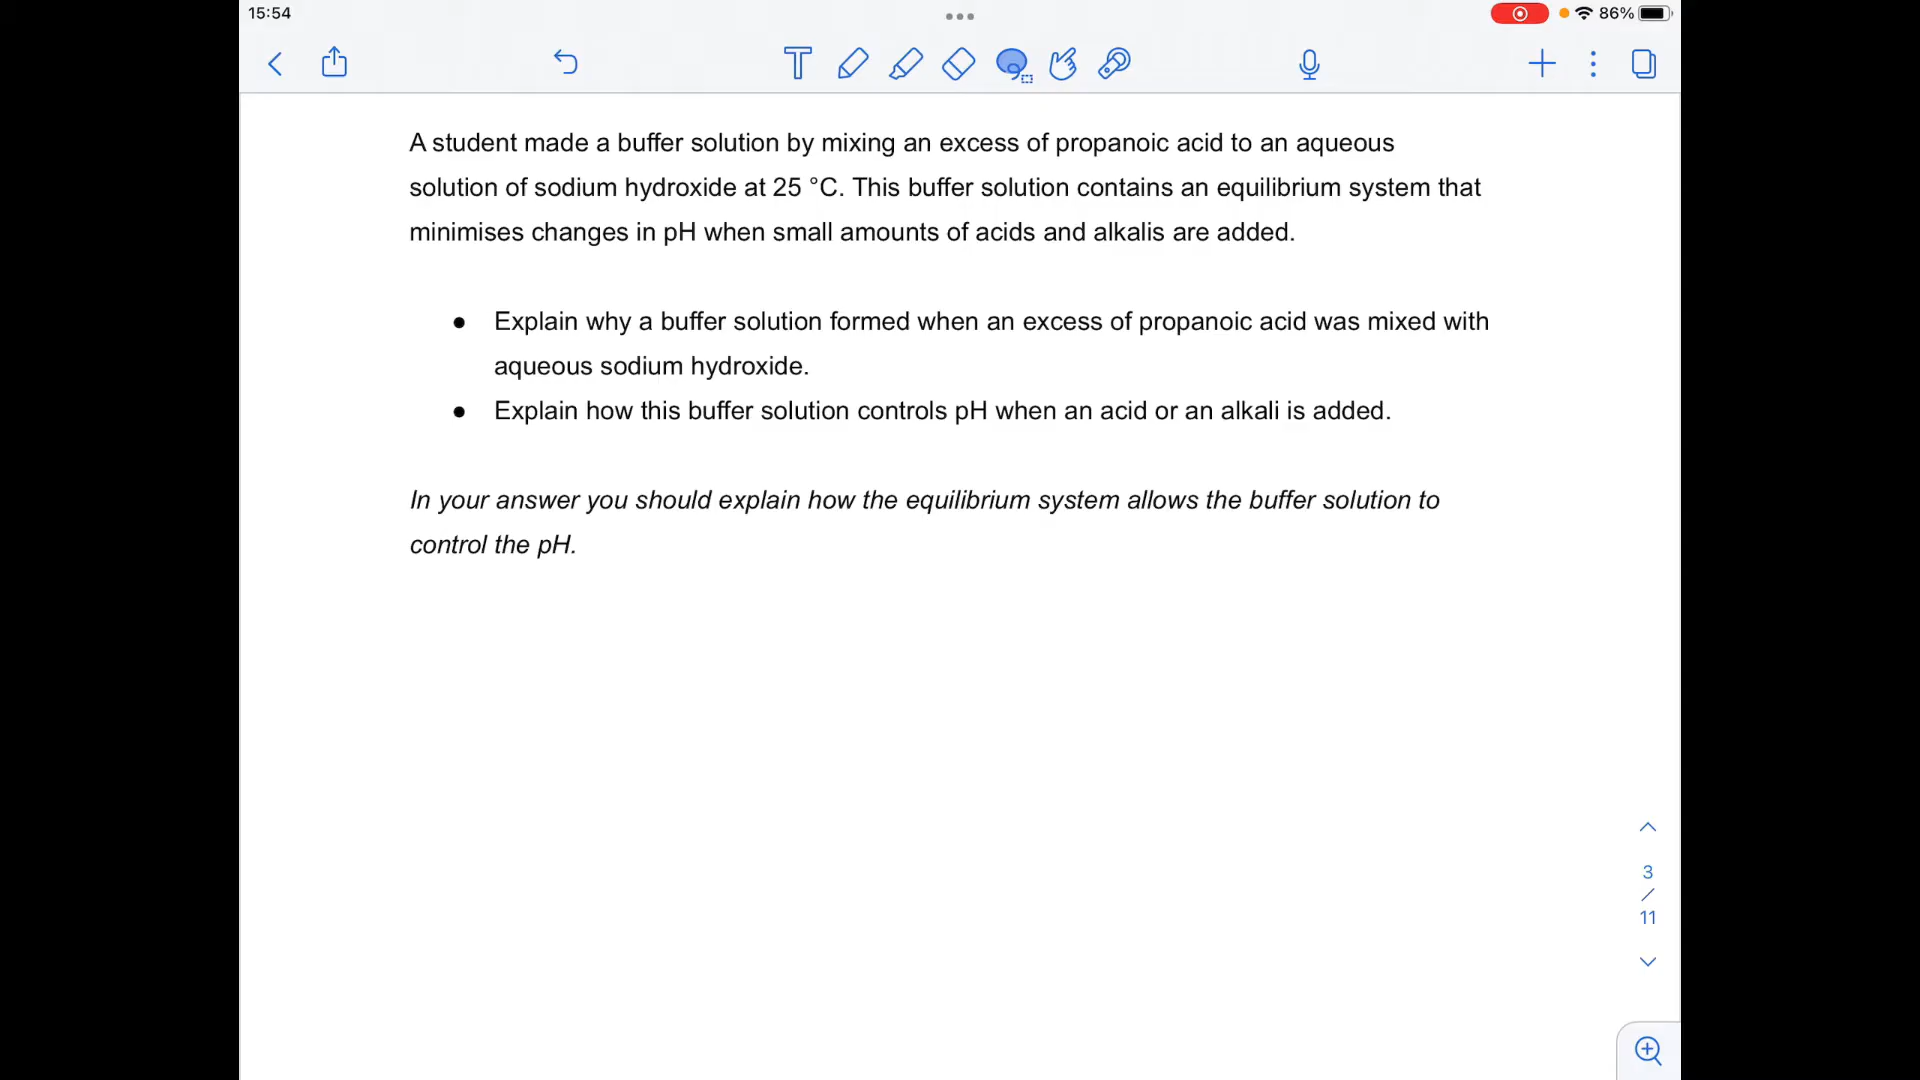 15:54
86%
T
A student made a buffer solution by mixing an excess of propanoic acid to an aqueous
solution of sodium hydroxide at 25 °C. This buffer solution contains an equilibrium system that
minimises changes in pH when small amounts of acids and alkalis are added.
● Explain why a buffer solution formed when an excess of propanoic acid was mixed with
aqueous sodium hydroxide.
● Explain how this buffer solution controls pH when an acid or an alkali is added.
In your answer you should explain how the equilibrium system allows the buffer solution to
control the pH.
3
/
11